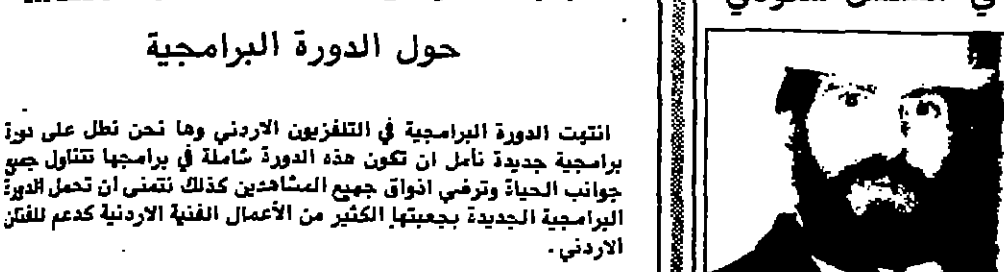 حول الدورة البرامجية
انتهت الدورة البرامجية في التلفزيون الاردني وها نحن نطل على دورة
برامجية جديدة نأمل ان تكون هذه الدورة شاملة في برامجها تتناول جميع
جوانب الحياة وترضي اذواق جميع المشاهدين كذلك نتمنى ان تحمل الدورة
البرامجية الجديدة بجعبتها الكثير من الأعمال الفنية الاردنية كدعم للفنان
الاردني .